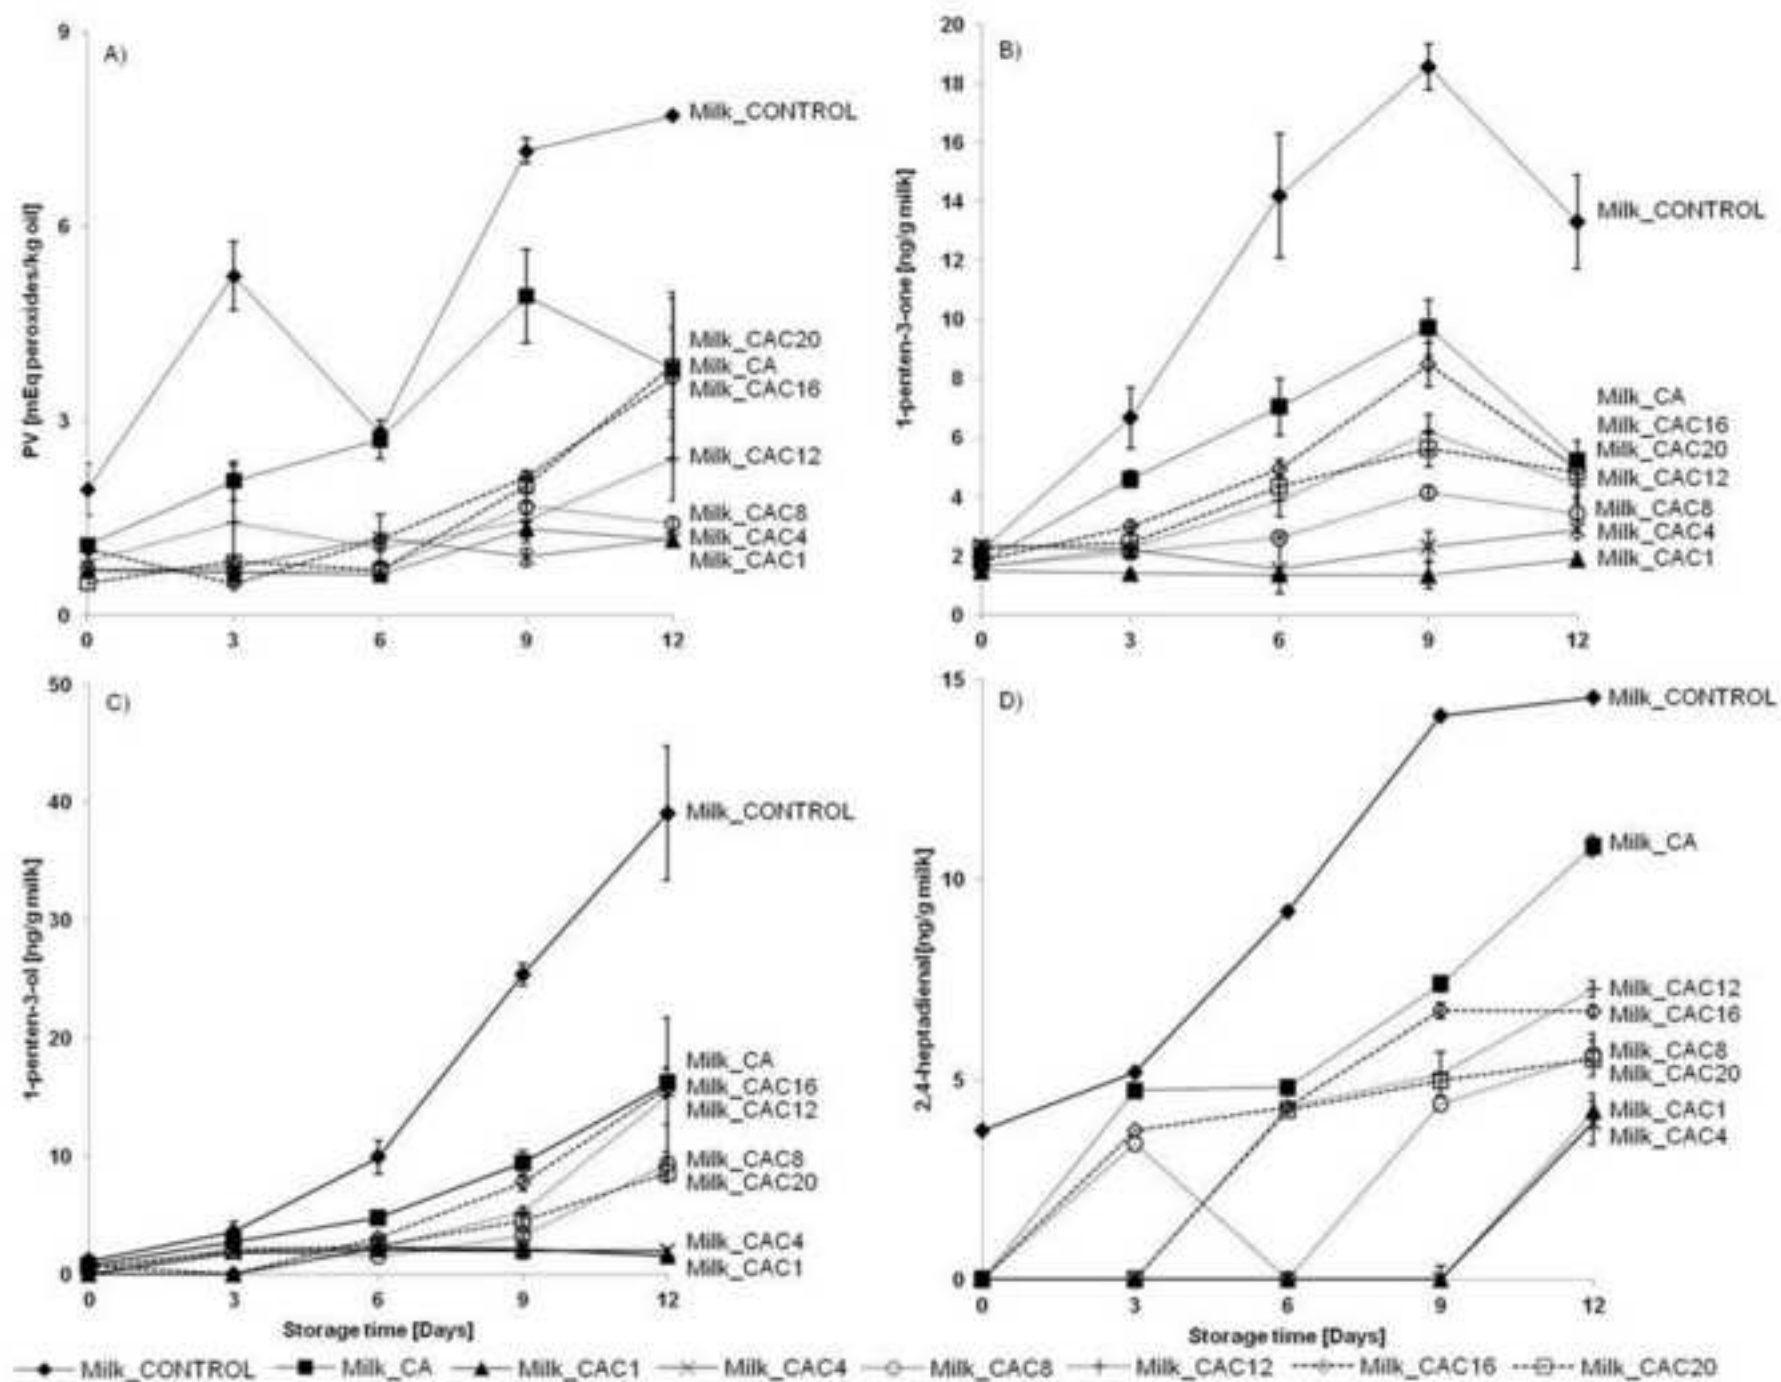 A)
PV [mEq peroxides/kg oil]
9
6
3
0
0 3 6 9 12
Milk_CONTROL
Milk_CAC20
Milk_CA
Milk_CAC16
Milk_CAC12
Milk_CAC8
Milk_CAC4
Milk_CAC1
B)
1-penten-3-one [ng/g milk]
20
18
16
14
12
10
8
6
4
2
0
0 3 6 9 12
Milk_CONTROL
Milk_CA
Milk_CAC16
Milk_CAC20
Milk_CAC12
Milk_CAC8
Milk_CAC4
Milk_CAC1
C)
1-penten-3-ol [ng/g milk]
50
40
30
20
10
0
0 3 6 9 12
Storage time [Days]
Milk_CONTROL
Milk_CA
Milk_CAC16
Milk_CAC12
Milk_CAC8
Milk_CAC20
Milk_CAC4
Milk_CAC1
D)
2,4-heptadienal[ng/g milk]
15
10
5
0
0 3 6 9 12
Storage time [Days]
Milk_CONTROL
Milk_CA
Milk_CAC12
Milk_CAC16
Milk_CAC8
Milk_CAC20
Milk_CAC1
Milk_CAC4
Milk_CONTROL Milk_CA Milk_CAC1 Milk_CAC4 Milk_CAC8 Milk_CAC12 Milk_CAC16 Milk_CAC20